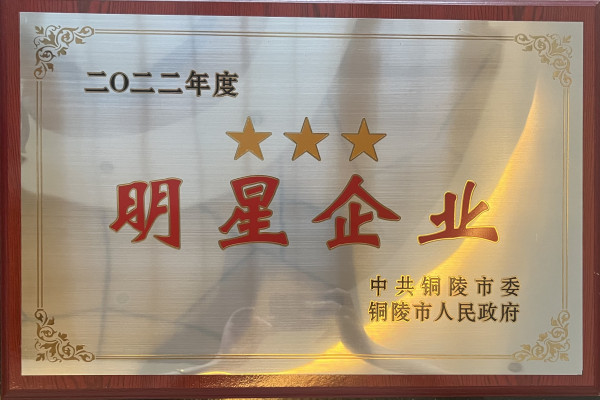 二〇二二年度
明星企业
中共铜陵市委
铜陵市人民政府